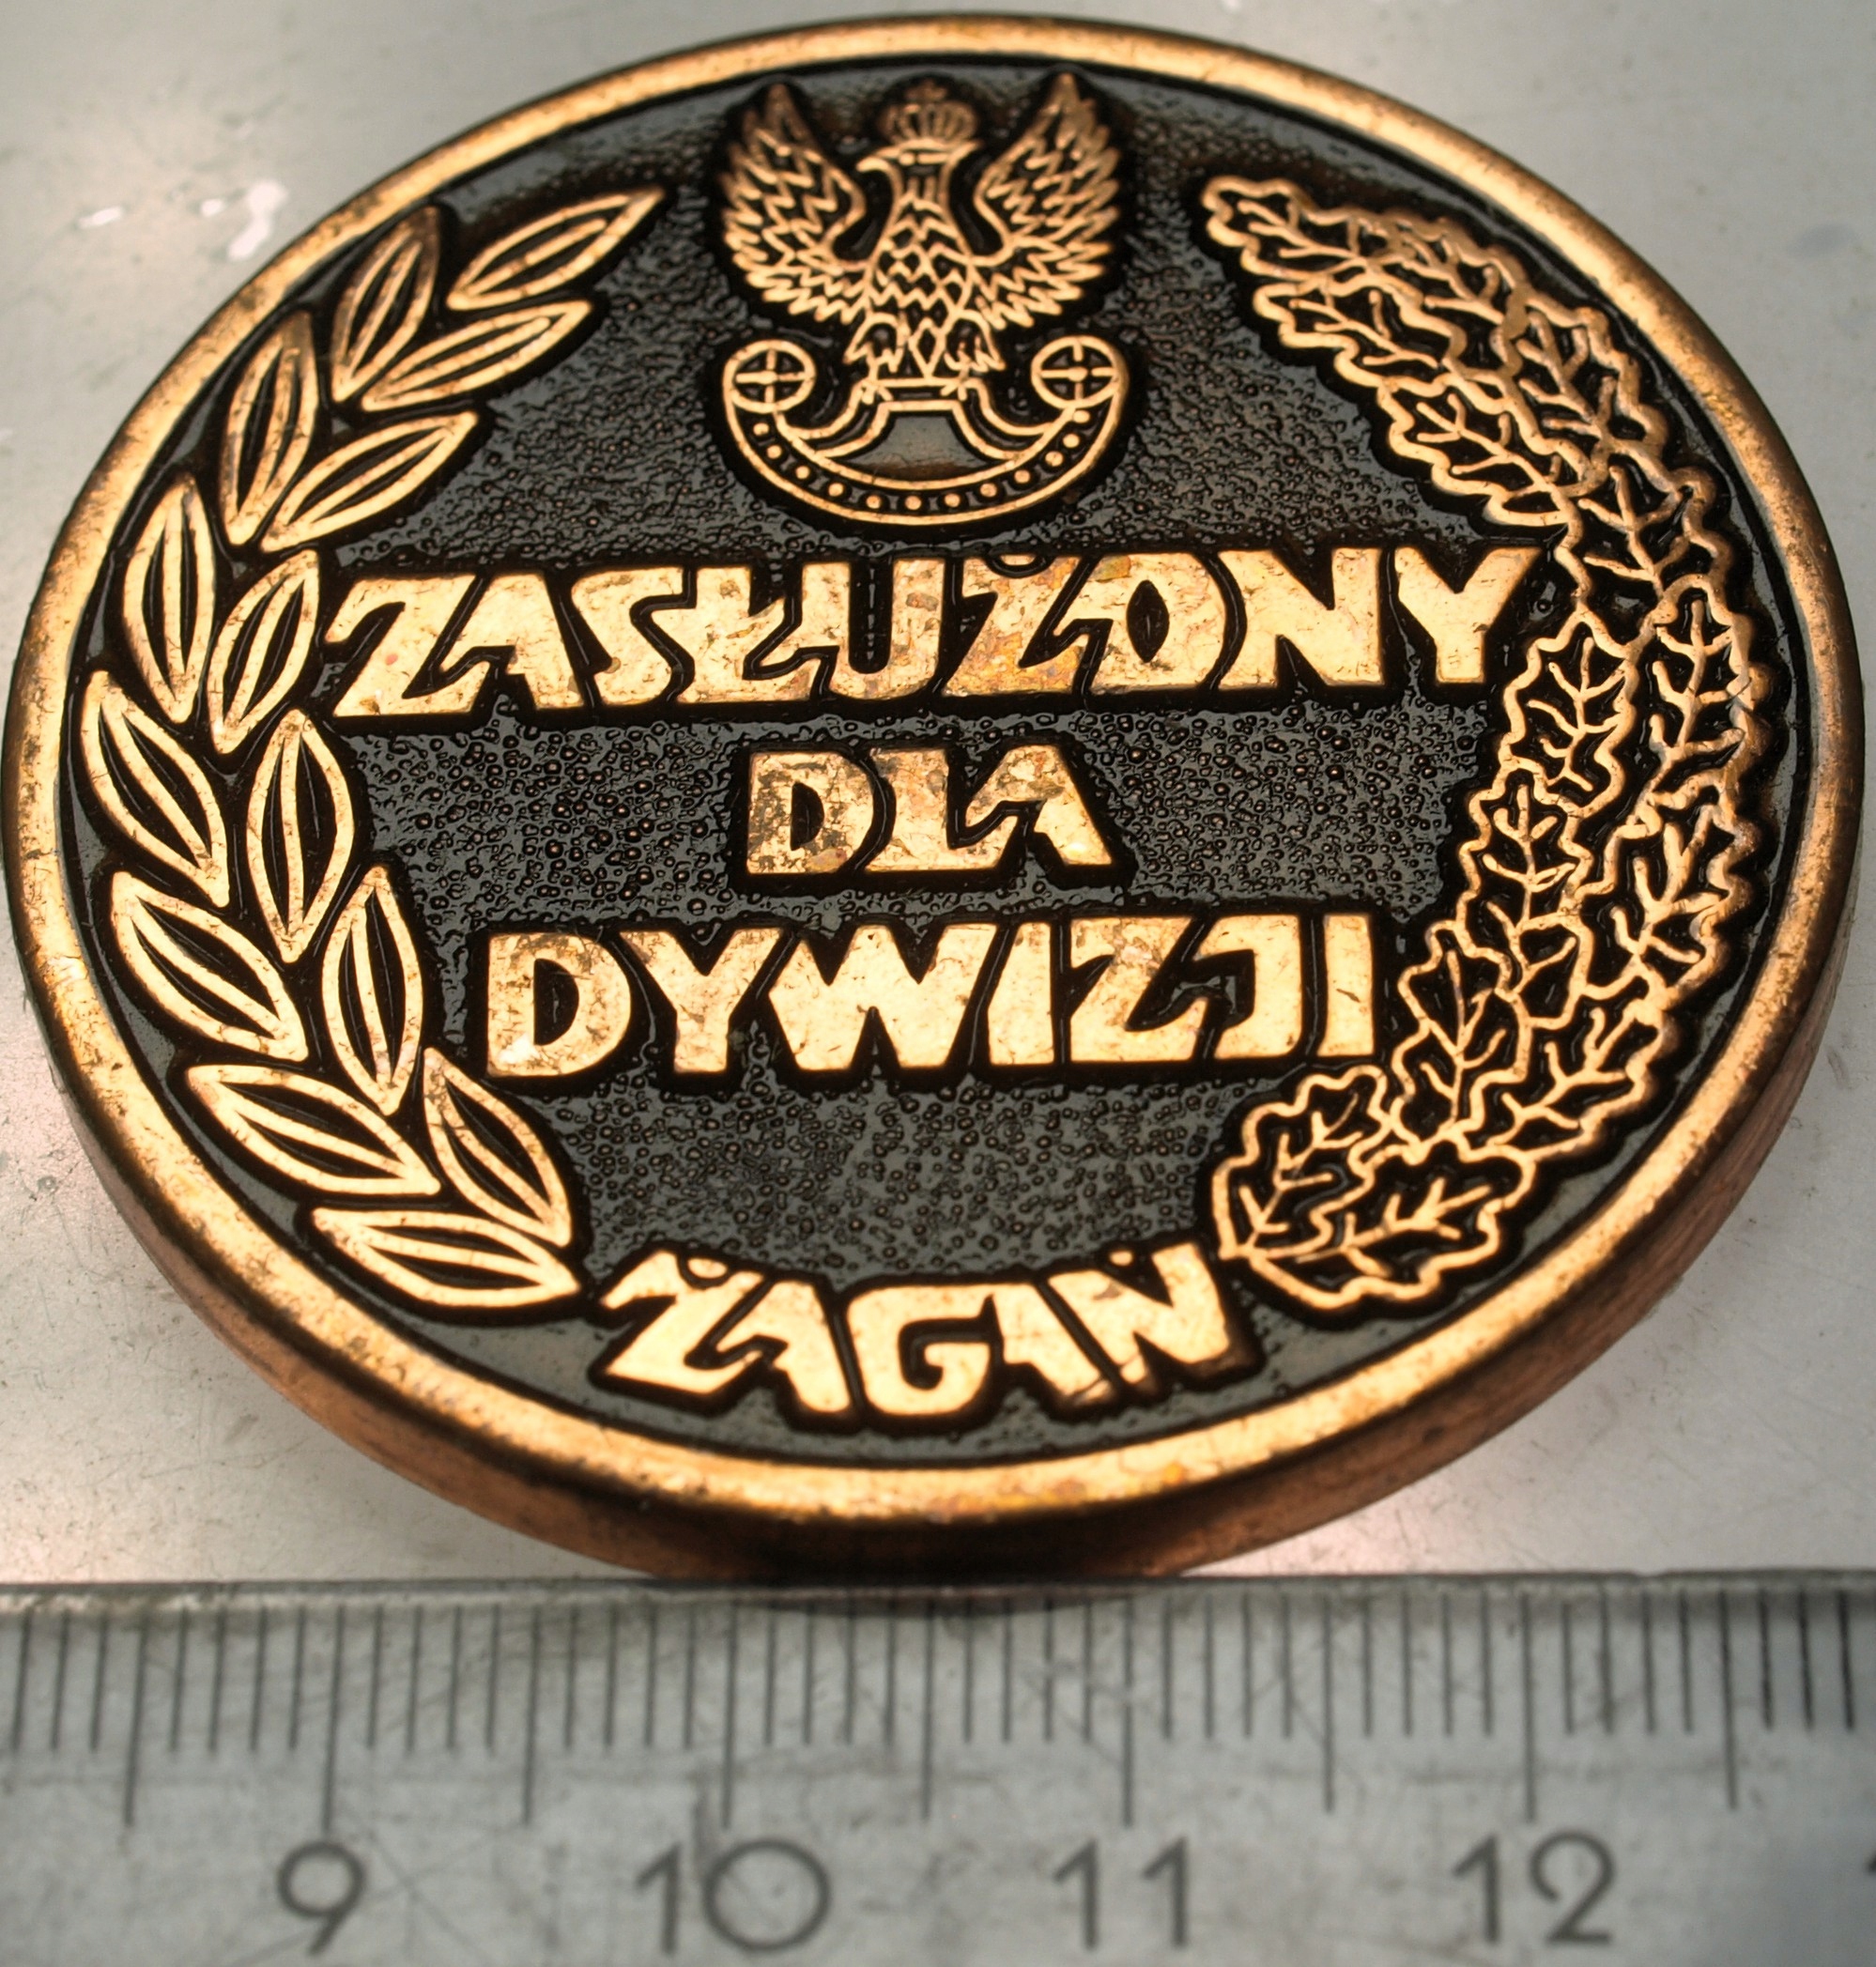 ZASŁUŻONY
DLA
DYWIZJI
ŻAGAŃ
9 10 11 12